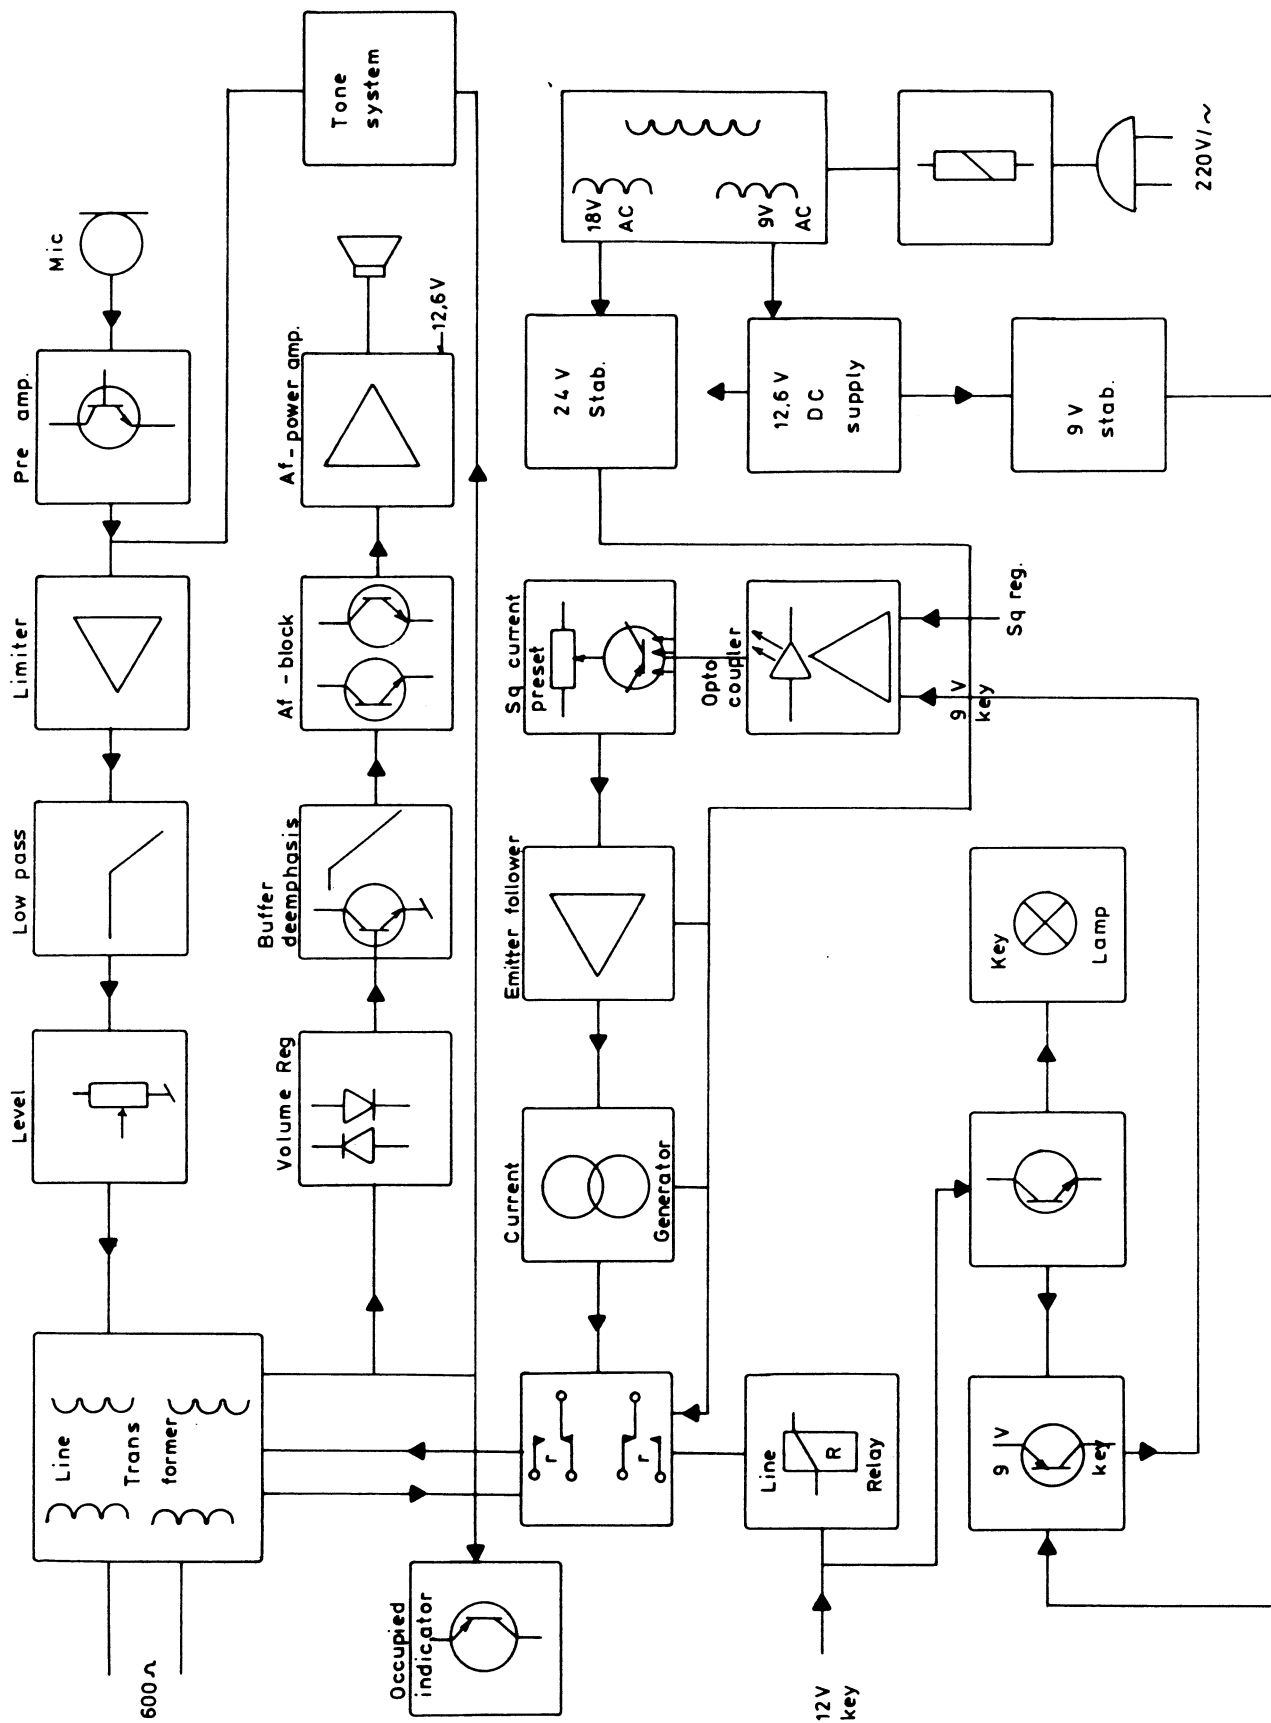 600Ω
Line
Trans
former
Level
Low pass
Limiter
Pre amp.
Mic
Volume Reg
Buffer
deemphasis
Af - block
Af - power amp.
12,6V
Tone
system
Occupied
indicator
r
r
Current
Generator
Emitter follower
Sq current
preset
24 V
Stab.
18V
AC
9V
AC
12V
key
Line
R
Relay
Opto
coupler
9 V
key
Sq reg.
12,6 V
DC
supply
9 V
stab.
220V/~
9 V
key
Key
Lamp